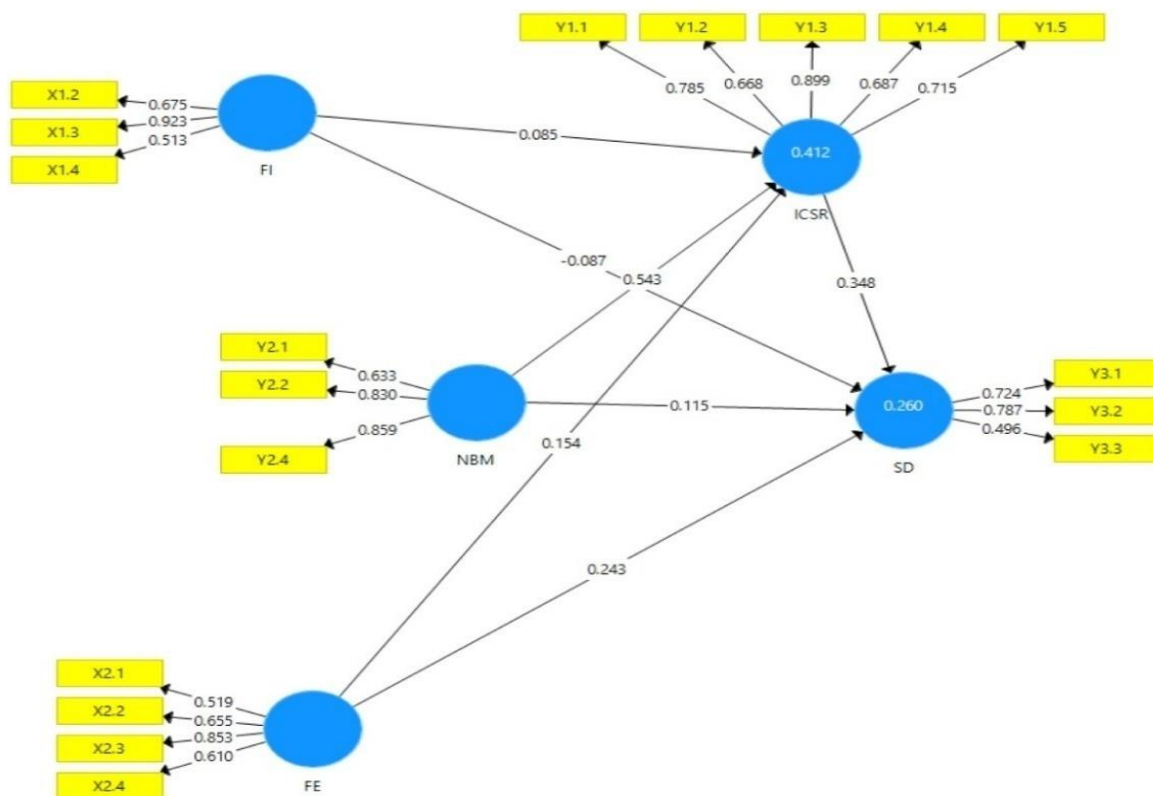 Y1.1
Y1.2
Y1.3
Y1.4
Y1.5
0.785
0.668
0.899
0.687
0.715
X1.2
X1.3
X1.4
0.675
0.923
0.513
FI
0.085
0.412
ICSR
-0.087
0.543
0.348
Y2.1
Y2.2
Y2.4
0.633
0.830
0.859
NBM
0.115
0.154
0.260
SD
0.724
0.787
0.496
Y3.1
Y3.2
Y3.3
0.243
X2.1
X2.2
X2.3
X2.4
0.519
0.655
0.853
0.610
FE